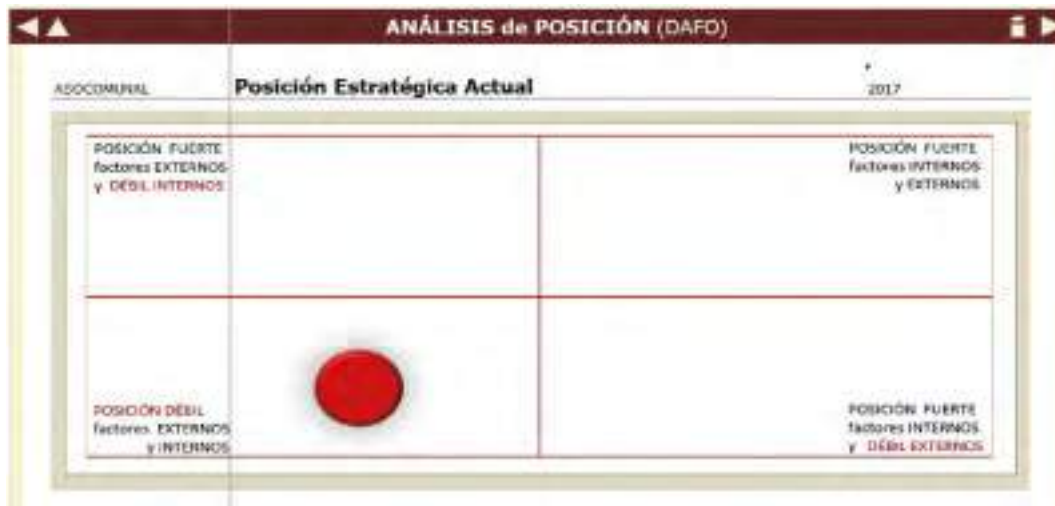 ANÁLISIS de POSICIÓN (DAFO)
ASOCOMUNAL Posición Estratégica Actual 2017
POSICIÓN FUERTE
factores EXTERNOS
y DÉBIL INTERNOS
POSICIÓN FUERTE
factores INTERNOS
y EXTERNOS
POSICIÓN DÉBIL
factores EXTERNOS
y INTERNOS
POSICIÓN FUERTE
factores INTERNOS
y DÉBIL EXTERNOS